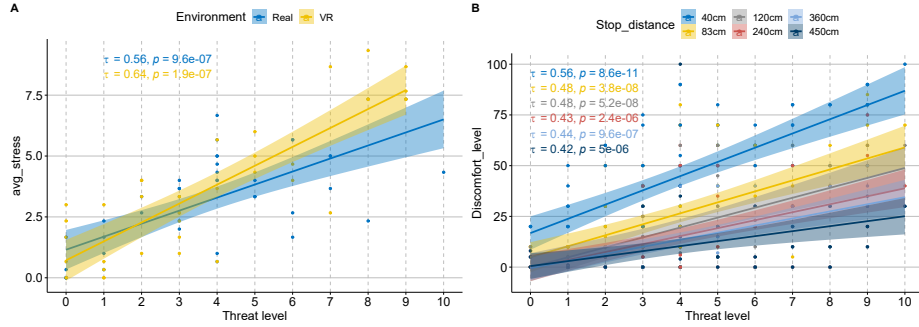 A
Environment Real VR
τ = 0.56, p = 9.6e-07
τ = 0.64, p = 1.9e-07
avg_stress
7.5
5.0
2.5
0.0
0 1 2 3 4 5 6 7 8 9 10
Threat level
B
Stop_distance
40cm 120cm 360cm
83cm 240cm 450cm
τ = 0.56, p = 8.6e-11
τ = 0.48, p = 3.8e-08
τ = 0.48, p = 5.2e-08
τ = 0.43, p = 2.4e-06
τ = 0.44, p = 9.6e-07
τ = 0.42, p = 5e-06
Discomfort_level
100
75
50
25
0
0 1 2 3 4 5 6 7 8 9 10
Threat level